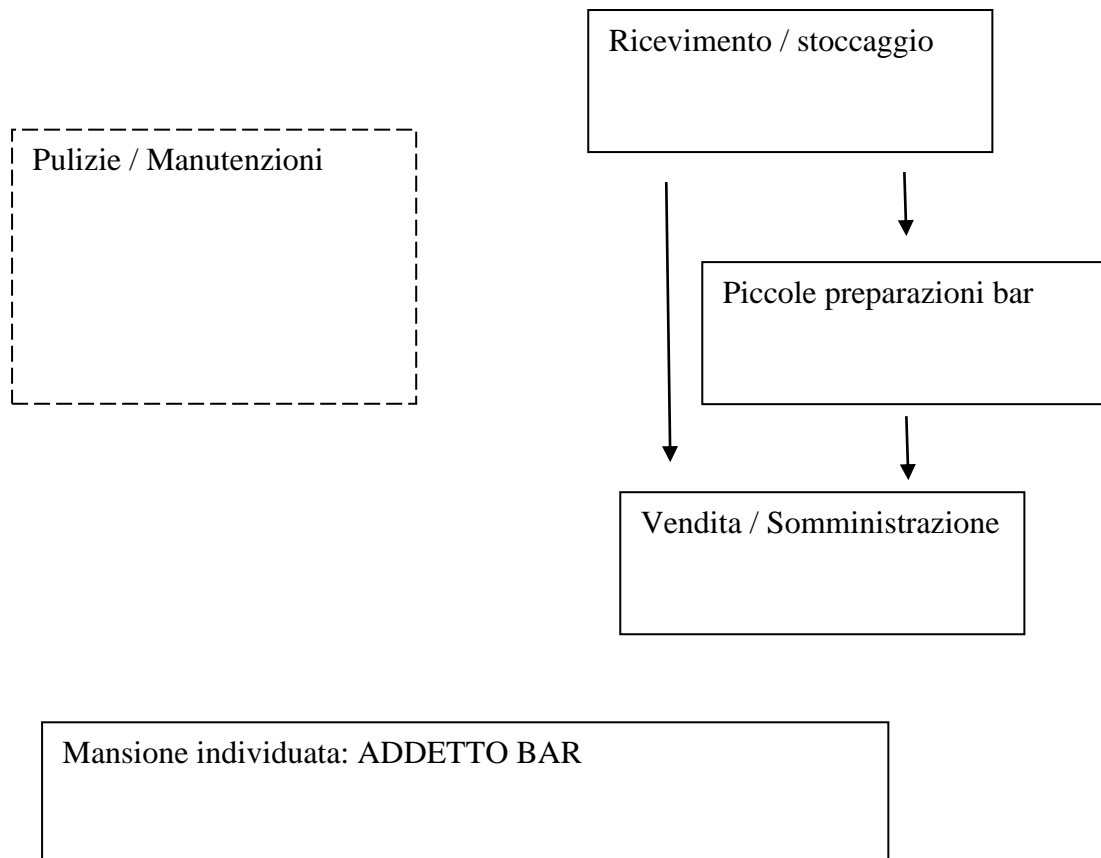 Ricevimento / stoccaggio
Pulizie / Manutenzioni
Piccole preparazioni bar
Vendita / Somministrazione
Mansione individuata: ADDETTO BAR